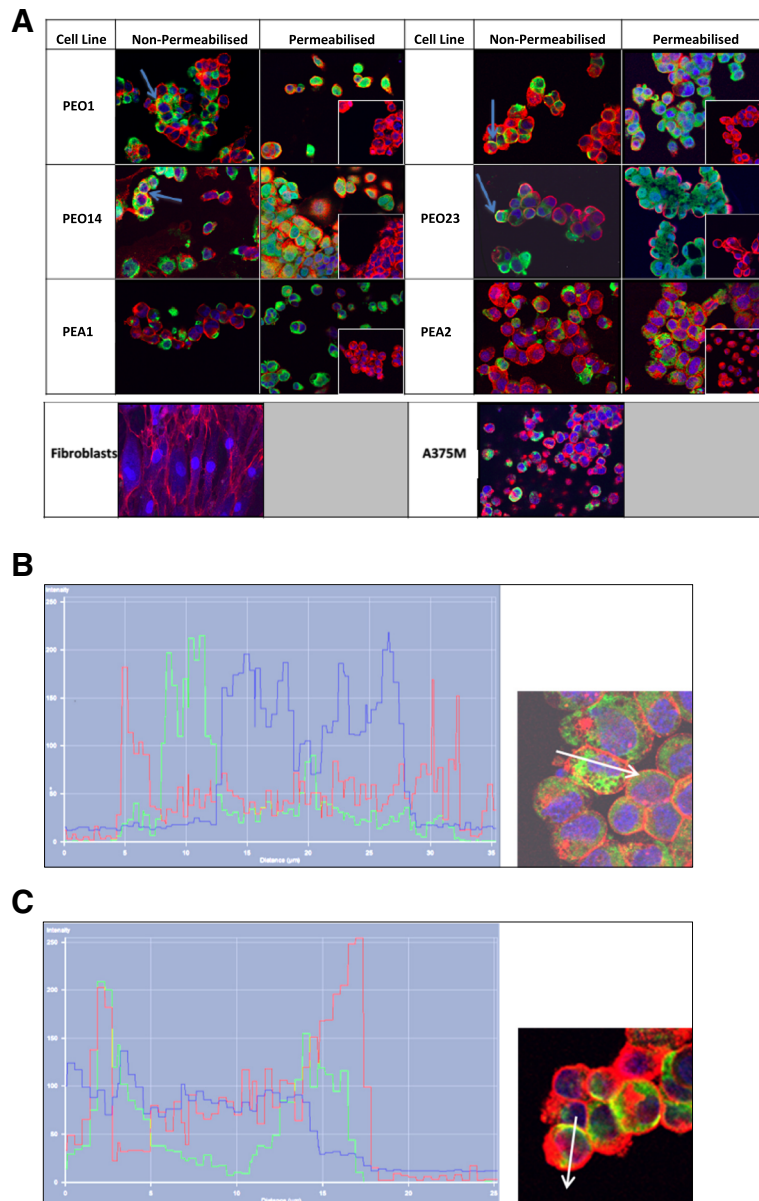 A
Cell Line Non-Permeabilised Permeabilised Cell Line Non-Permeabilised Permeabilised
PEO1 PEO23
PEO14
PEA1 PEA2
Fibroblasts A375M
B
Intensity
250
200
150
100
50
0
0 5 10 15 20 25 30 35
Distance (µm)
C
Intensity
250
200
150
100
50
0
0 5 10 15 20 25
Distance (µm)